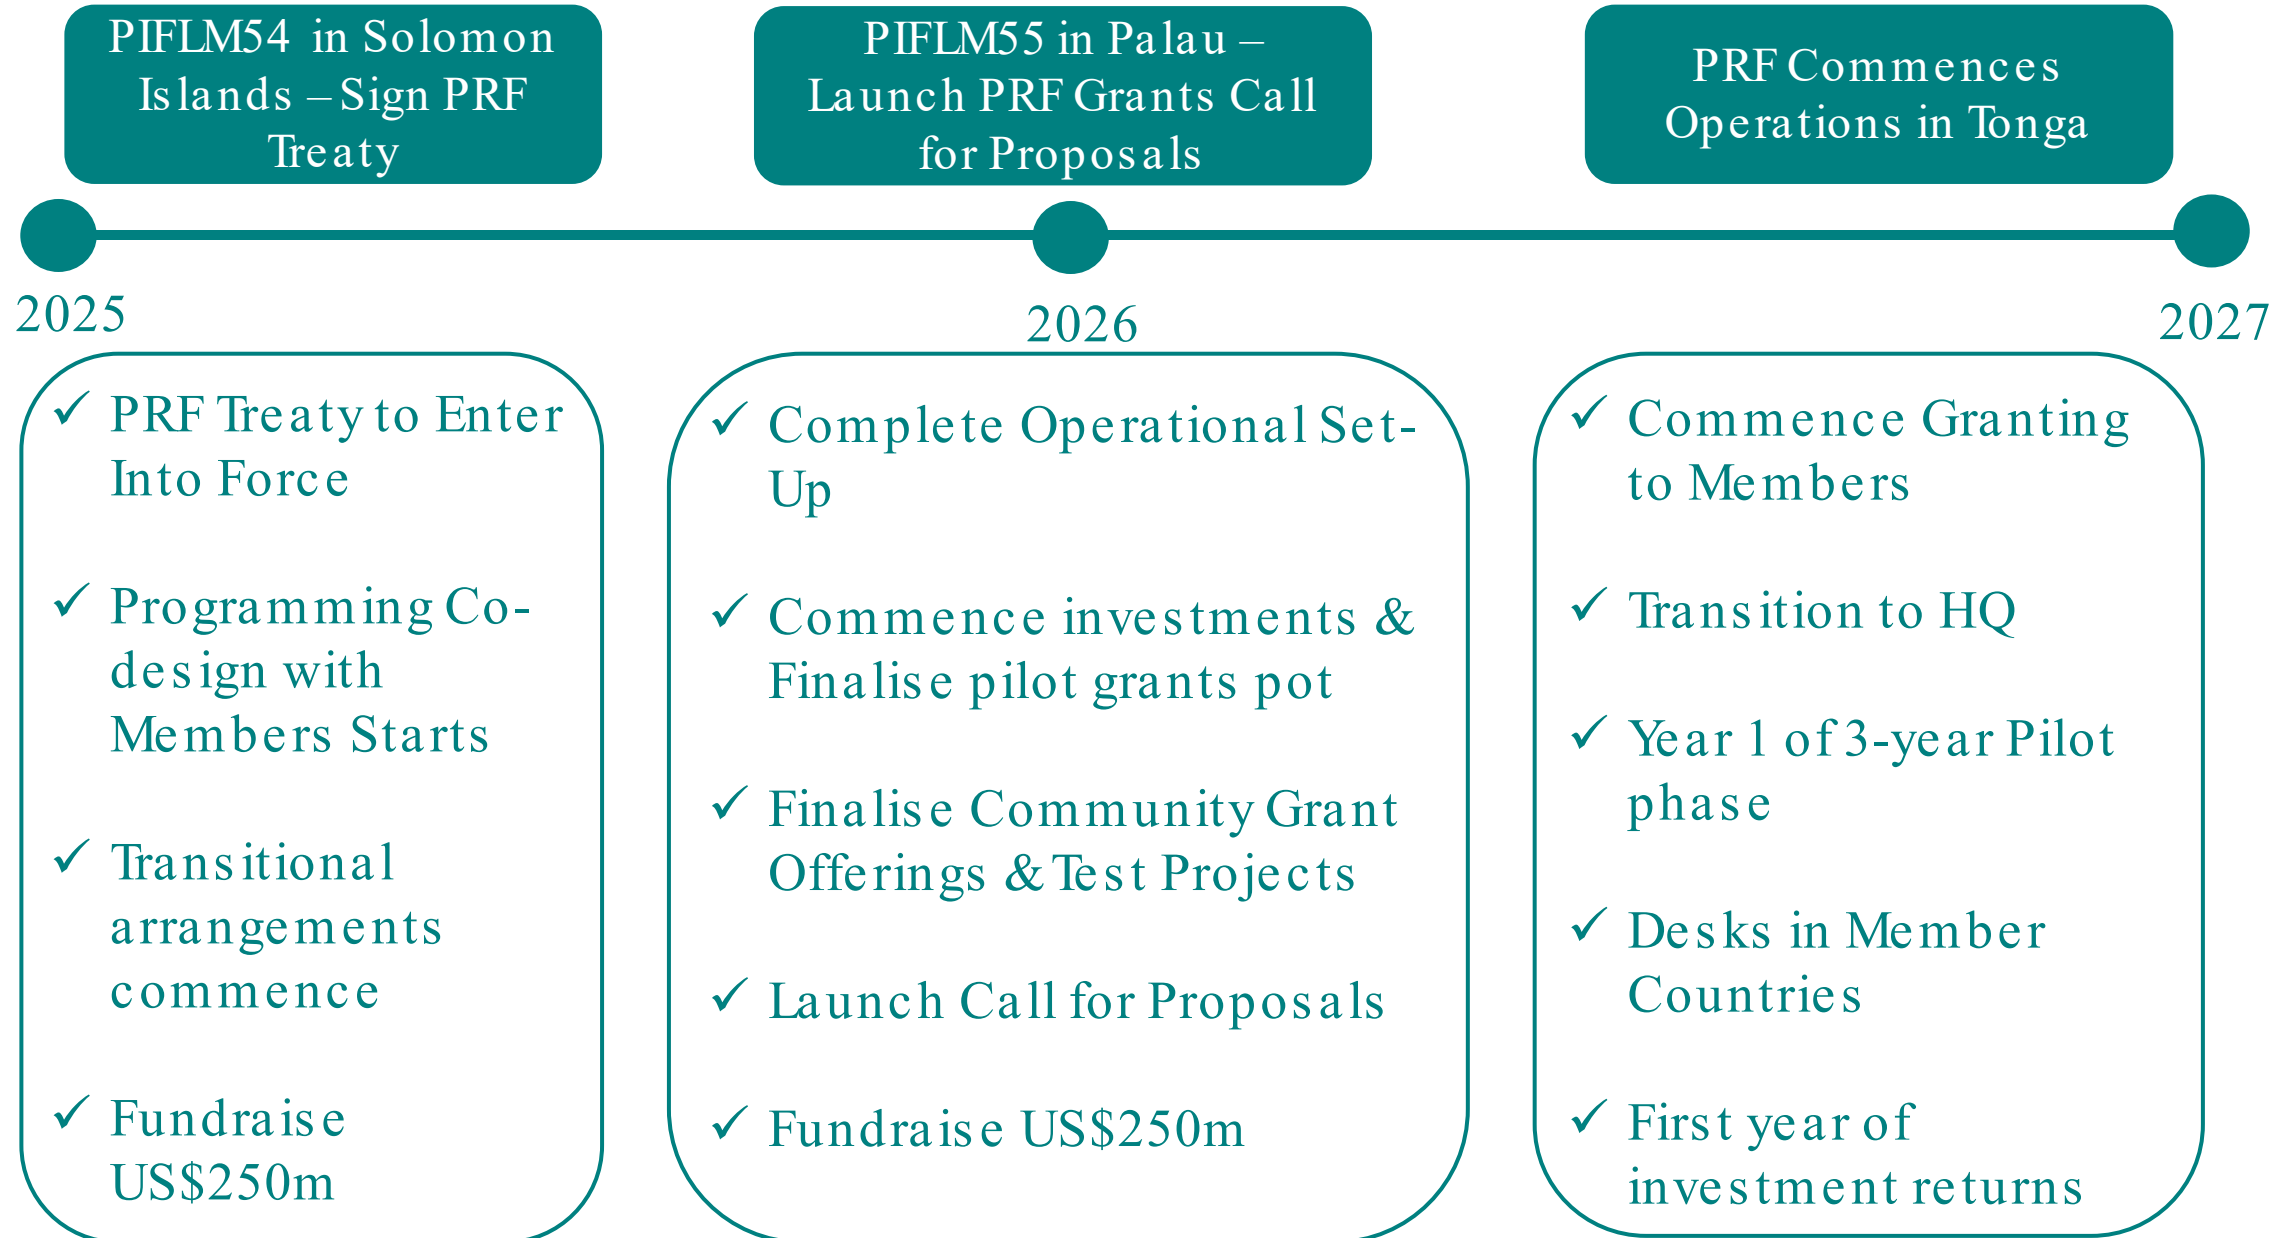 PIFLM54 in Solomon
Islands – Sign PRF
Treaty
PIFLM55 in Palau –
Launch PRF Grants Call
for Proposals
PRF Commences
Operations in Tonga
2025
2026
2027
✓ PRF Treaty to Enter
Into Force
✓ Programming Co-
design with
Members Starts
✓ Transitional
arrangements
commence
✓ Fundraise
US$250m
✓ Complete Operational Set-
Up
✓ Commence investments &
Finalise pilot grants pot
✓ Finalise Community Grant
Offerings & Test Projects
✓ Launch Call for Proposals
✓ Fundraise US$250m
✓ Commence Granting
to Members
✓ Transition to HQ
✓ Year 1 of 3-year Pilot
phase
✓ Desks in Member
Countries
✓ First year of
investment returns